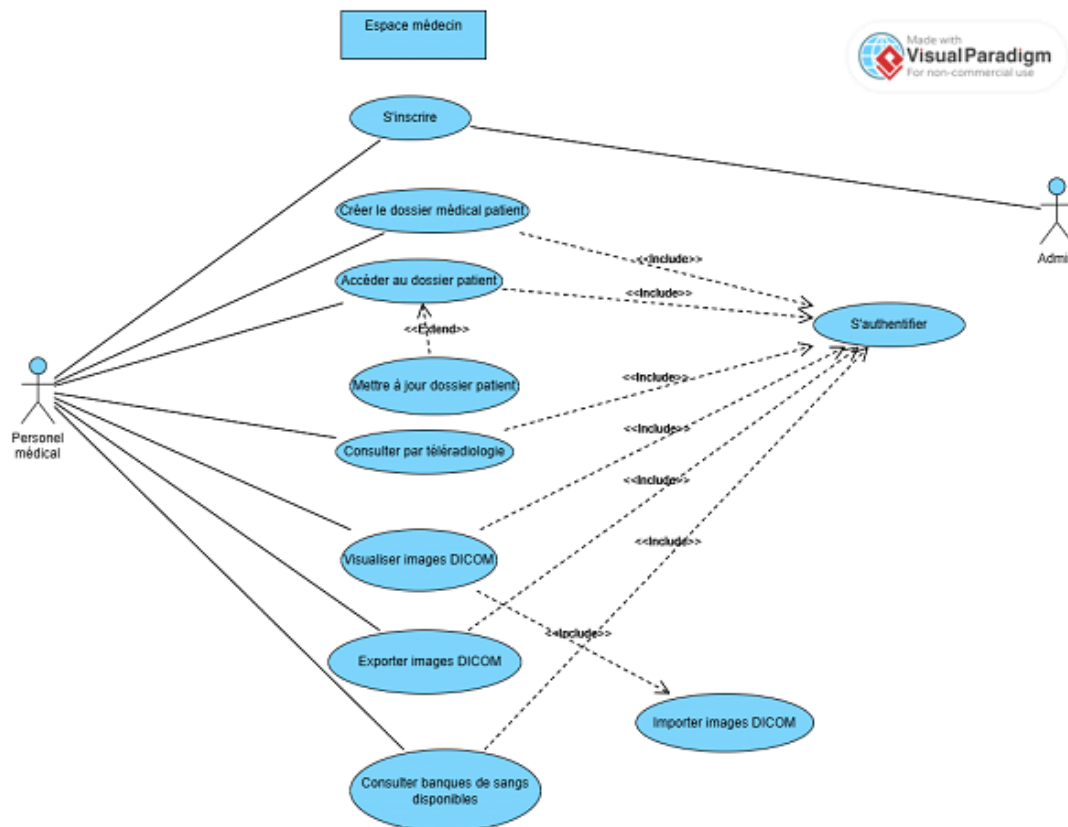 Espace médecin
Made with
VisualParadigm
For non-commercial use
S'inscrire
Créer le dossier médical patient
<<Include>>
Admin
Accéder au dossier patient
<<Include>>
S'authentifier
<<Extend>>
Mettre à jour dossier patient
<<Include>>
Personel
médical
Consulter par téléradiologie
<<Include>>
<<Include>>
<<Include>>
Visualiser images DICOM
<<Include>>
Exporter images DICOM
Importer images DICOM
Consulter banques de sangs
disponibles